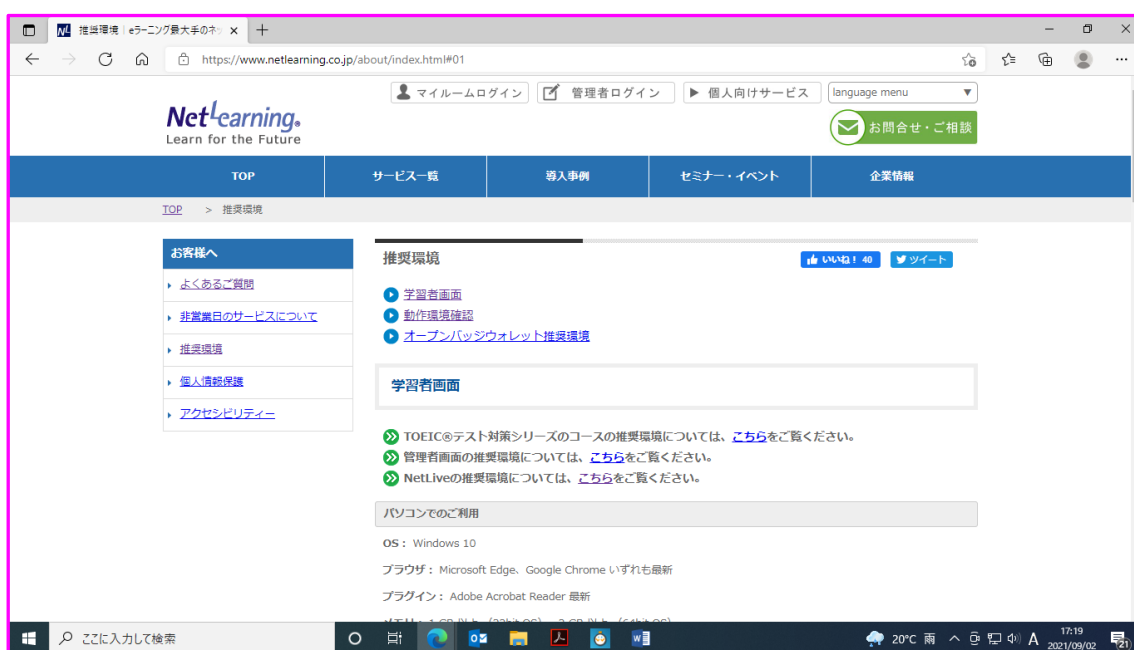 推奨環境 | eラーニング最大手のネッ
https://www.netlearning.co.jp/about/index.html#01
マイルームログイン
管理者ログイン
個人向けサービス
language menu
NetLearning®
Learn for the Future
お問合せ・ご相談
TOP
サービス一覧
導入事例
セミナー・イベント
企業情報
TOP > 推奨環境
お客様へ
よくあるご質問
非営業日のサービスについて
推奨環境
個人情報保護
アクセシビリティー
推奨環境
いいね! 40
ツイート
学習者画面
動作環境確認
オープンバッジウォレット推奨環境
学習者画面
TOEIC®テスト対策シリーズのコースの推奨環境については、こちらをご覧ください。
管理者画面の推奨環境については、こちらをご覧ください。
NetLiveの推奨環境については、こちらをご覧ください。
パソコンでのご利用
OS： Windows 10
ブラウザ： Microsoft Edge、Google Chrome いずれも最新
プラグイン： Adobe Acrobat Reader 最新
メモリ：1 GB 以上 （32bit OS）、2 GB 以上 （64bit OS）
ここに入力して検索
20°C 雨
A
17:19
2021/09/02
21